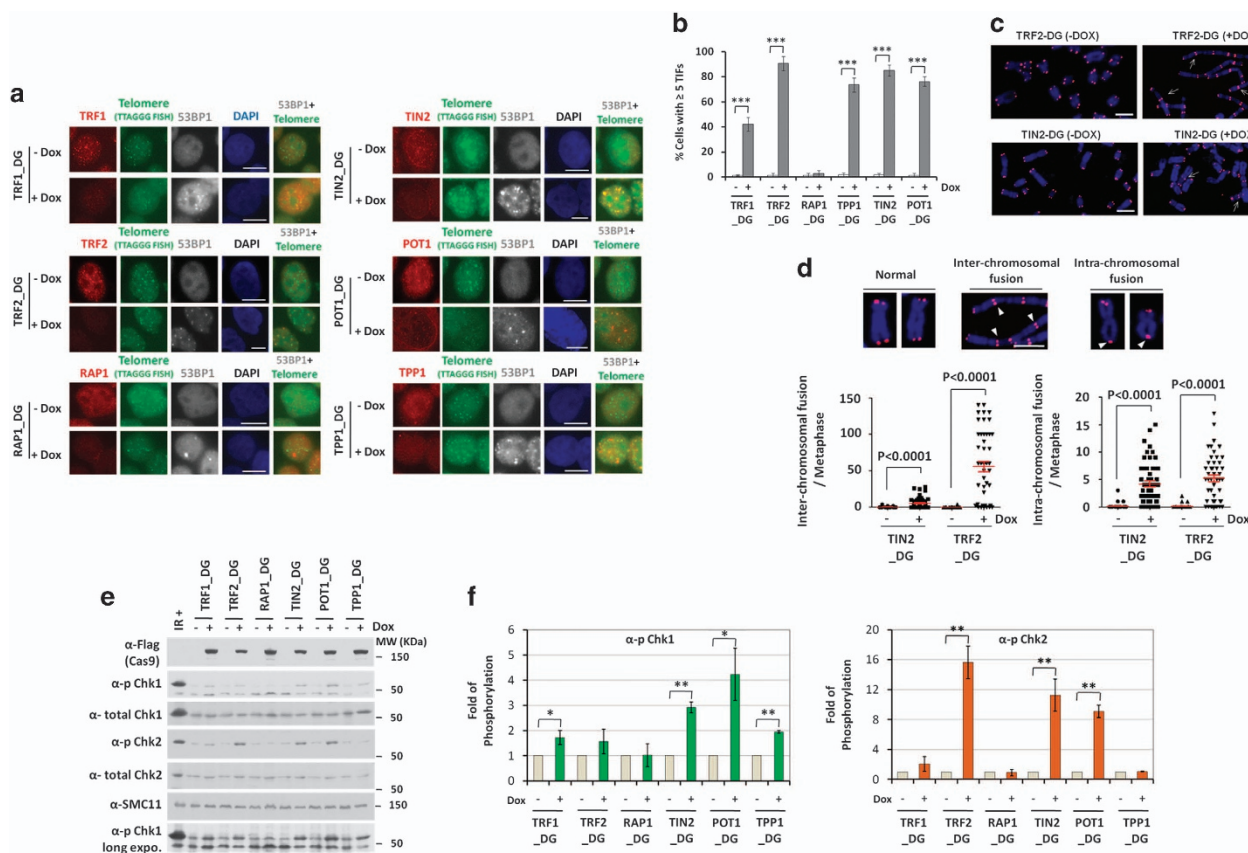 a
TRF1 Telomere (TTAGGG FISH) 53BP1 DAPI 53BP1+ Telomere
TRF1_DG
- Dox
+ Dox
TRF2 Telomere (TTAGGG FISH) 53BP1 DAPI 53BP1+ Telomere
TRF2_DG
- Dox
+ Dox
RAP1 Telomere (TTAGGG FISH) 53BP1 DAPI 53BP1+ Telomere
RAP1_DG
- Dox
+ Dox
TIN2 Telomere (TTAGGG FISH) 53BP1 DAPI 53BP1+ Telomere
TIN2_DG
- Dox
+ Dox
POT1 Telomere (TTAGGG FISH) 53BP1 DAPI 53BP1+ Telomere
POT1_DG
- Dox
+ Dox
TPP1 Telomere (TTAGGG FISH) 53BP1 DAPI 53BP1+ Telomere
TPP1_DG
- Dox
+ Dox
b
% Cells with ≥ 5 TIFs
100
80
60
40
20
0
*** *** *** *** ***
- + - + - + - + - + - + Dox
TRF1 TRF2 RAP1 TPP1 TIN2 POT1
_DG _DG _DG _DG _DG _DG
c
TRF2-DG (-DOX) TRF2-DG (+DO
TIN2-DG (-DOX) TIN2-DG (+DO
d
Normal
Inter-chromosomal
fusion
Intra-chromosomal
fusion
Inter-chromosomal fusion
/ Metaphase
150
100
50
0
P<0.0001
P<0.0001
- + - + Dox
TIN2 TRF2
_DG _DG
Intra-chromosomal fusion
/ Metaphase
20
15
10
5
0
P<0.0001 P<0.0001
- + - + Dox
TIN2 TRF2
_DG _DG
e
IR + TRF1_DG TRF2_DG RAP1_DG TIN2_DG POT1_DG TPP1_DG
- + - + - + - + - + - + Dox
MW (KDa)
α-Flag
(Cas9)
– 150
α-p Chk1
– 50
α- total Chk1
– 50
α-p Chk2
50
α- total Chk2
50
α-SMC11
– 150
α-p Chk1
long expo.
– 50
f
α-p Chk1
Fold of
Phosphorylation
6
5
4
3
2
1
0
* ** * **
- + - + - + - + - + - +
Dox
TRF1 TRF2 RAP1 TIN2 POT1 TPP1
_DG _DG _DG _DG _DG _DG
α-p Chk2
Fold of
Phosphorylation
20
16
12
8
4
0
** ** **
- + - + - + - + - + - +
Dox
TRF1 TRF2 RAP1 TIN2 POT1 TPP1
_DG _DG _DG _DG _DG _DG